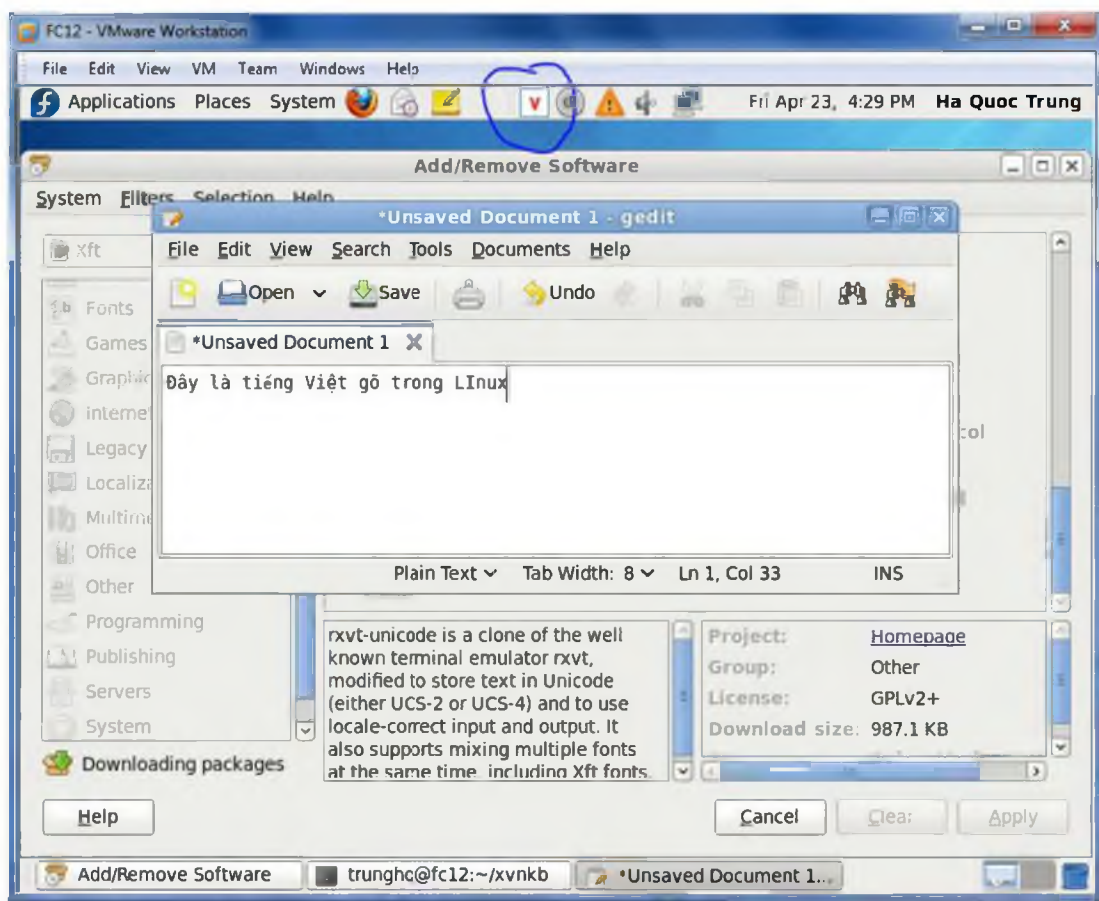 FC12 - VMware Workstation
File Edit View VM Team Windows Help
Applications Places System V Fri Apr 23, 4:29 PM Ha Quoc Trung
Add/Remove Software
System Filters Selection Help
*Unsaved Document 1 - gedit
Xft
File Edit View Search Tools Documents Help
Open Save Undo
Fonts
Games
*Unsaved Document 1
Graphic
Đây là tiếng Việt gõ trong LInux
Interne
Legacy
col
Localiza
Multime
Office
Plain Text Tab Width: 8 Ln 1, Col 33 INS
Other
Programming
Publishing
Servers
System
rxvt-unicode is a clone of the well
known terminal emulator rxvt,
modified to store text in Unicode
(either UCS-2 or UCS-4) and to use
locale-correct input and output. It
also supports mixing multiple fonts
at the same time, including Xft fonts.
Project: Homepage
Group: Other
License: GPLv2+
Download size: 987.1 KB
Downloading packages
Help Cancel Clear Apply
Add/Remove Software trunghq@fc12:~/xvnkb *Unsaved Document 1...